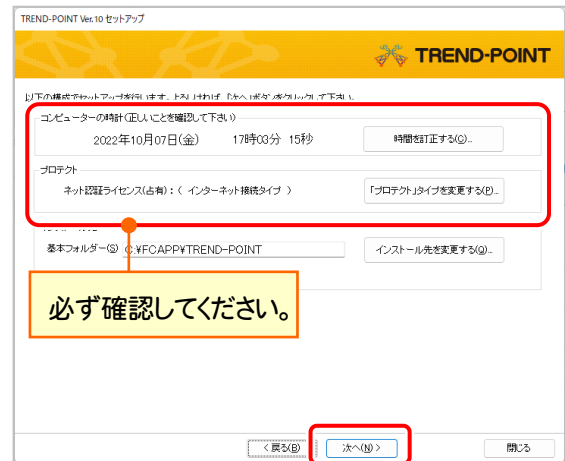 TREND-POINT Ver.10 セットアップ
TREND-POINT
以下の構成でセットアップを行います。よろしければ「次へ」ボタンをクリックして下さい。
コンピューターの時計(正しいことを確認して下さい)
2022年10月07日(金) 17時03分 15秒
時間を訂正する(C)...
プロテクト
ネット認証ライセンス(占有) : ( インターネット接続タイプ )
「プロテクト」タイプを変更する(P)...
基本フォルダー(S) C:¥FCAPP¥TREND-POINT
インストール先を変更する(Q)...
必ず確認してください。
< 戻る(B)
次へ(N) >
閉じる